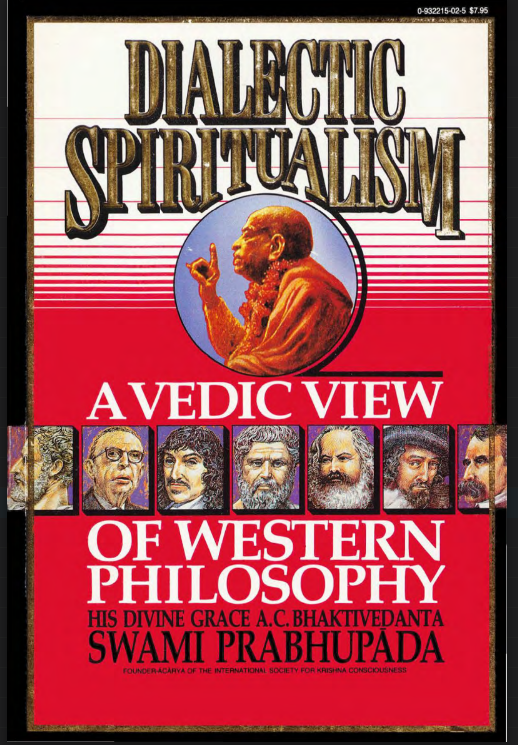 0-932215-02-5 $7.95
DIALECTIC
SPIRITUALISM
A VEDIC VIEW
OF WESTERN
PHILOSOPHY
HIS DIVINE GRACE A.C. BHAKTIVEDANTA
SWAMI PRABHUPĀDA
FOUNDER-ĀCĀRYA OF THE INTERNATIONAL SOCIETY FOR KRISHNA CONSCIOUSNESS